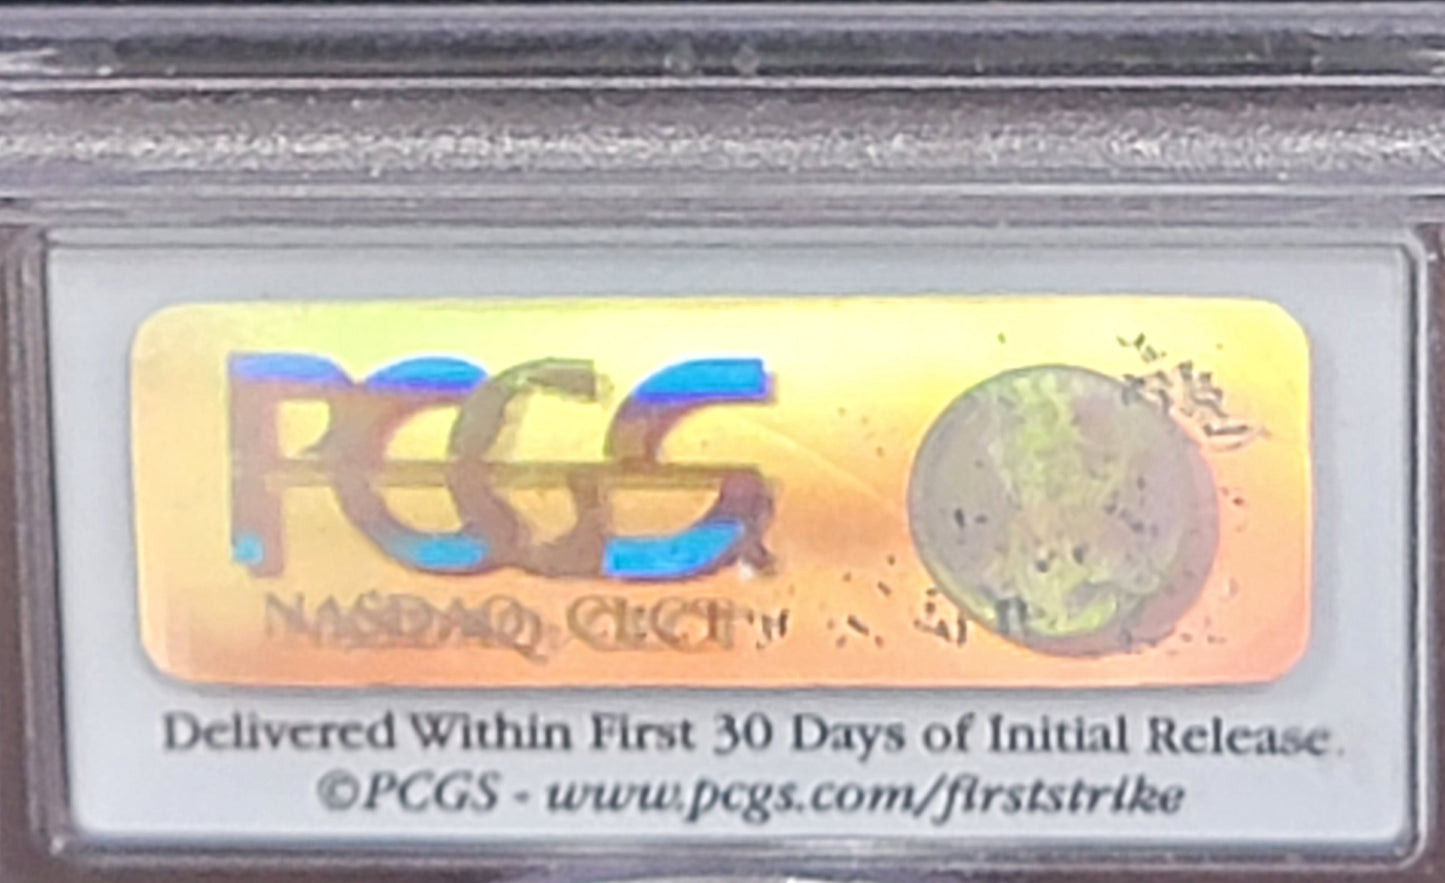 PCGS
NASDAQ CLCT
Delivered Within First 30 Days of Initial Release.
©PCGS - www.pcgs.com/firststrike